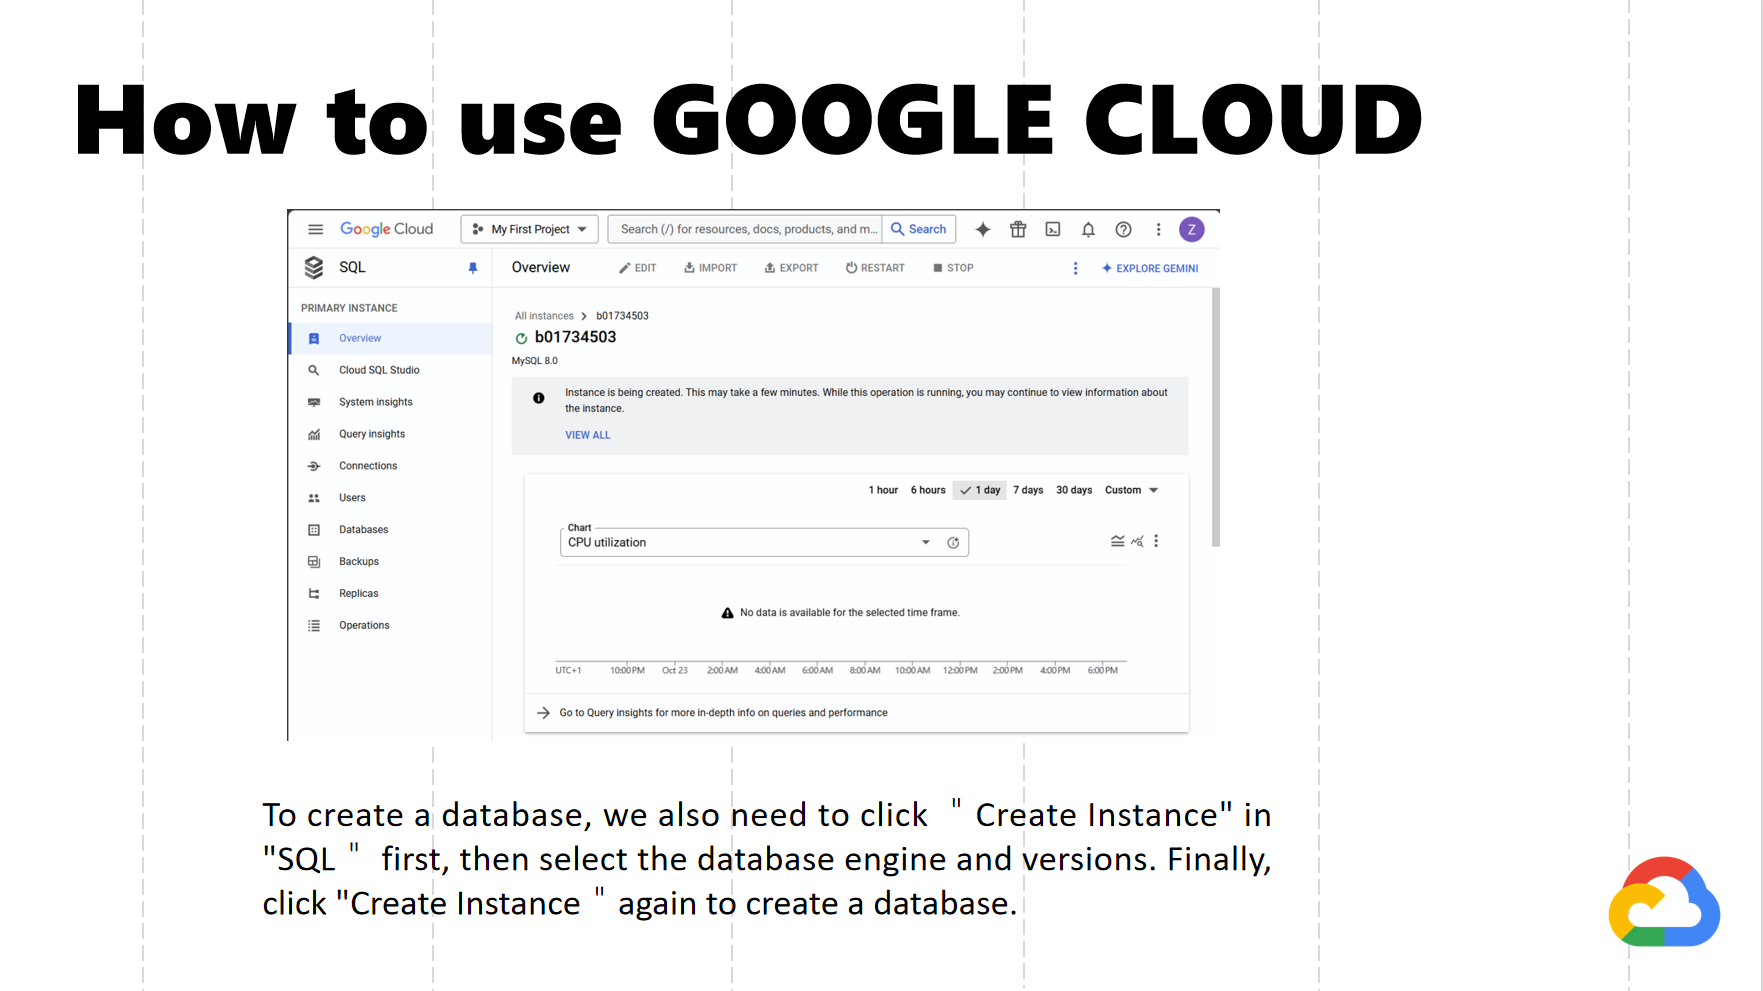 How to use GOOGLE CLOUD
Google Cloud
My First Project
Search (/) for resources, docs, products, and m...
Search
Z
SQL
Overview
EDIT
IMPORT
EXPORT
RESTART
STOP
EXPLORE GEMINI
PRIMARY INSTANCE
Overview
Cloud SQL Studio
System insights
Query insights
Connections
Users
Databases
Backups
Replicas
Operations
All instances > b01734503
b01734503
MySQL 8.0
Instance is being created. This may take a few minutes. While this operation is running, you may continue to view information about
the instance.
VIEW ALL
1 hour 6 hours 1 day 7 days 30 days Custom
Chart
CPU utilization
No data is available for the selected time frame.
UTC+1 10:00 PM Oct 23 2:00 AM 4:00 AM 6:00 AM 8:00 AM 10:00 AM 12:00 PM 2:00 PM 4:00 PM 6:00 PM
Go to Query insights for more in-depth info on queries and performance
To create a database, we also need to click ＂Create Instance" in
"SQL＂ first, then select the database engine and versions. Finally,
click "Create Instance＂again to create a database.